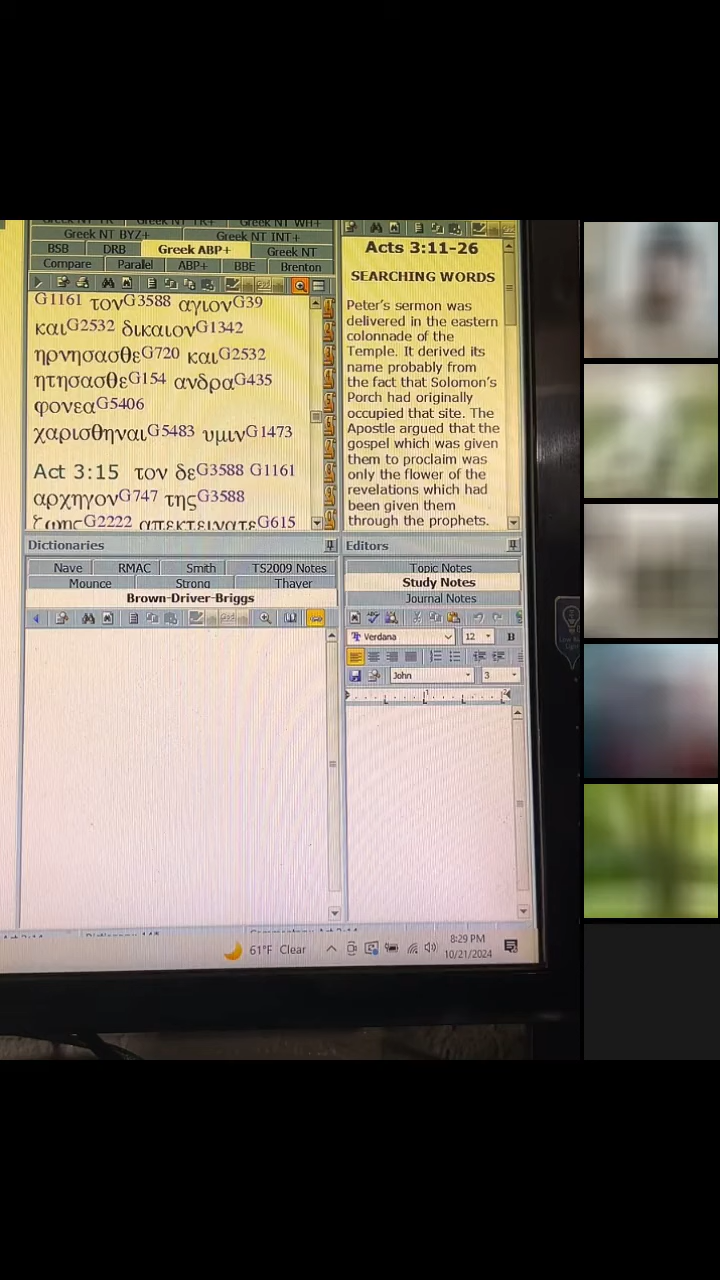 Greek NT BYZ+ Greek NT INT+
BSB DRB Greek ABP+ Greek NT
Compare Parallel ABP+ BBE Brenton
G1161 τονG3588 αγιονG39
καιG2532 δικαιονG1342
ηρνησασθεG720 καιG2532
ητησασθεG154 ανδραG435
φονεαG5406
χαρισθηναιG5483 υμινG1473
Act 3:15 τον δεG3588 G1161
αρχηγονG747 τηςG3588
ζωηςG2222 απεκτεινατεG615
Acts 3:11-26
SEARCHING WORDS
Peter's sermon was
delivered in the eastern
colonnade of the
Temple. It derived its
name probably from
the fact that Solomon's
Porch had originally
occupied that site. The
Apostle argued that the
gospel which was given
them to proclaim was
only the flower of the
revelations which had
been given them
through the prophets.
Dictionaries
Nave RMAC Smith TS2009 Notes
Mounce Strong Thayer
Brown-Driver-Briggs
Editors
Topic Notes
Study Notes
Journal Notes
Verdana 12 B
John 3
61°F Clear
8:29 PM
10/21/2024